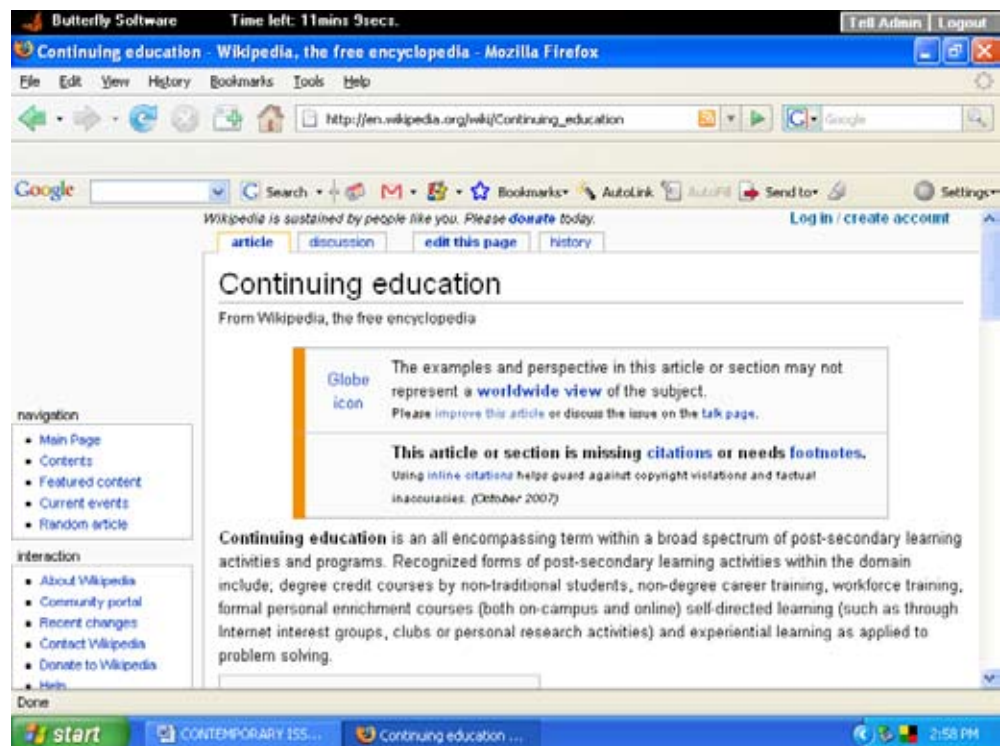 Butterfly Software Time left: 11mins 9secs. Tell Admin Logout
Continuing education - Wikipedia, the free encyclopedia - Mozilla Firefox
File Edit View History Bookmarks Tools Help
http://en.wikipedia.org/wiki/Continuing_education Google
Google Search Bookmarks AutoLink AutoFill Send to Settings
Wikipedia is sustained by people like you. Please donate today. Log in / create account
article discussion edit this page history
Continuing education
From Wikipedia, the free encyclopedia
Globe icon
The examples and perspective in this article or section may not
represent a worldwide view of the subject.
Please improve this article or discuss the issue on the talk page.
This article or section is missing citations or needs footnotes.
Using inline citations helps guard against copyright violations and factual
inaccuracies. (October 2007)
navigation
Main Page
Contents
Featured content
Current events
Random article
interaction
About Wikipedia
Community portal
Recent changes
Contact Wikipedia
Donate to Wikipedia
Help
Continuing education is an all encompassing term within a broad spectrum of post-secondary learning
activities and programs. Recognized forms of post-secondary learning activities within the domain
include; degree credit courses by non-traditional students, non-degree career training, workforce training,
formal personal enrichment courses (both on-campus and online) self-directed learning (such as through
Internet interest groups, clubs or personal research activities) and experiential learning as applied to
problem solving.
Done
start CONTEMPORARY ISS... Continuing education ... 2:58 PM